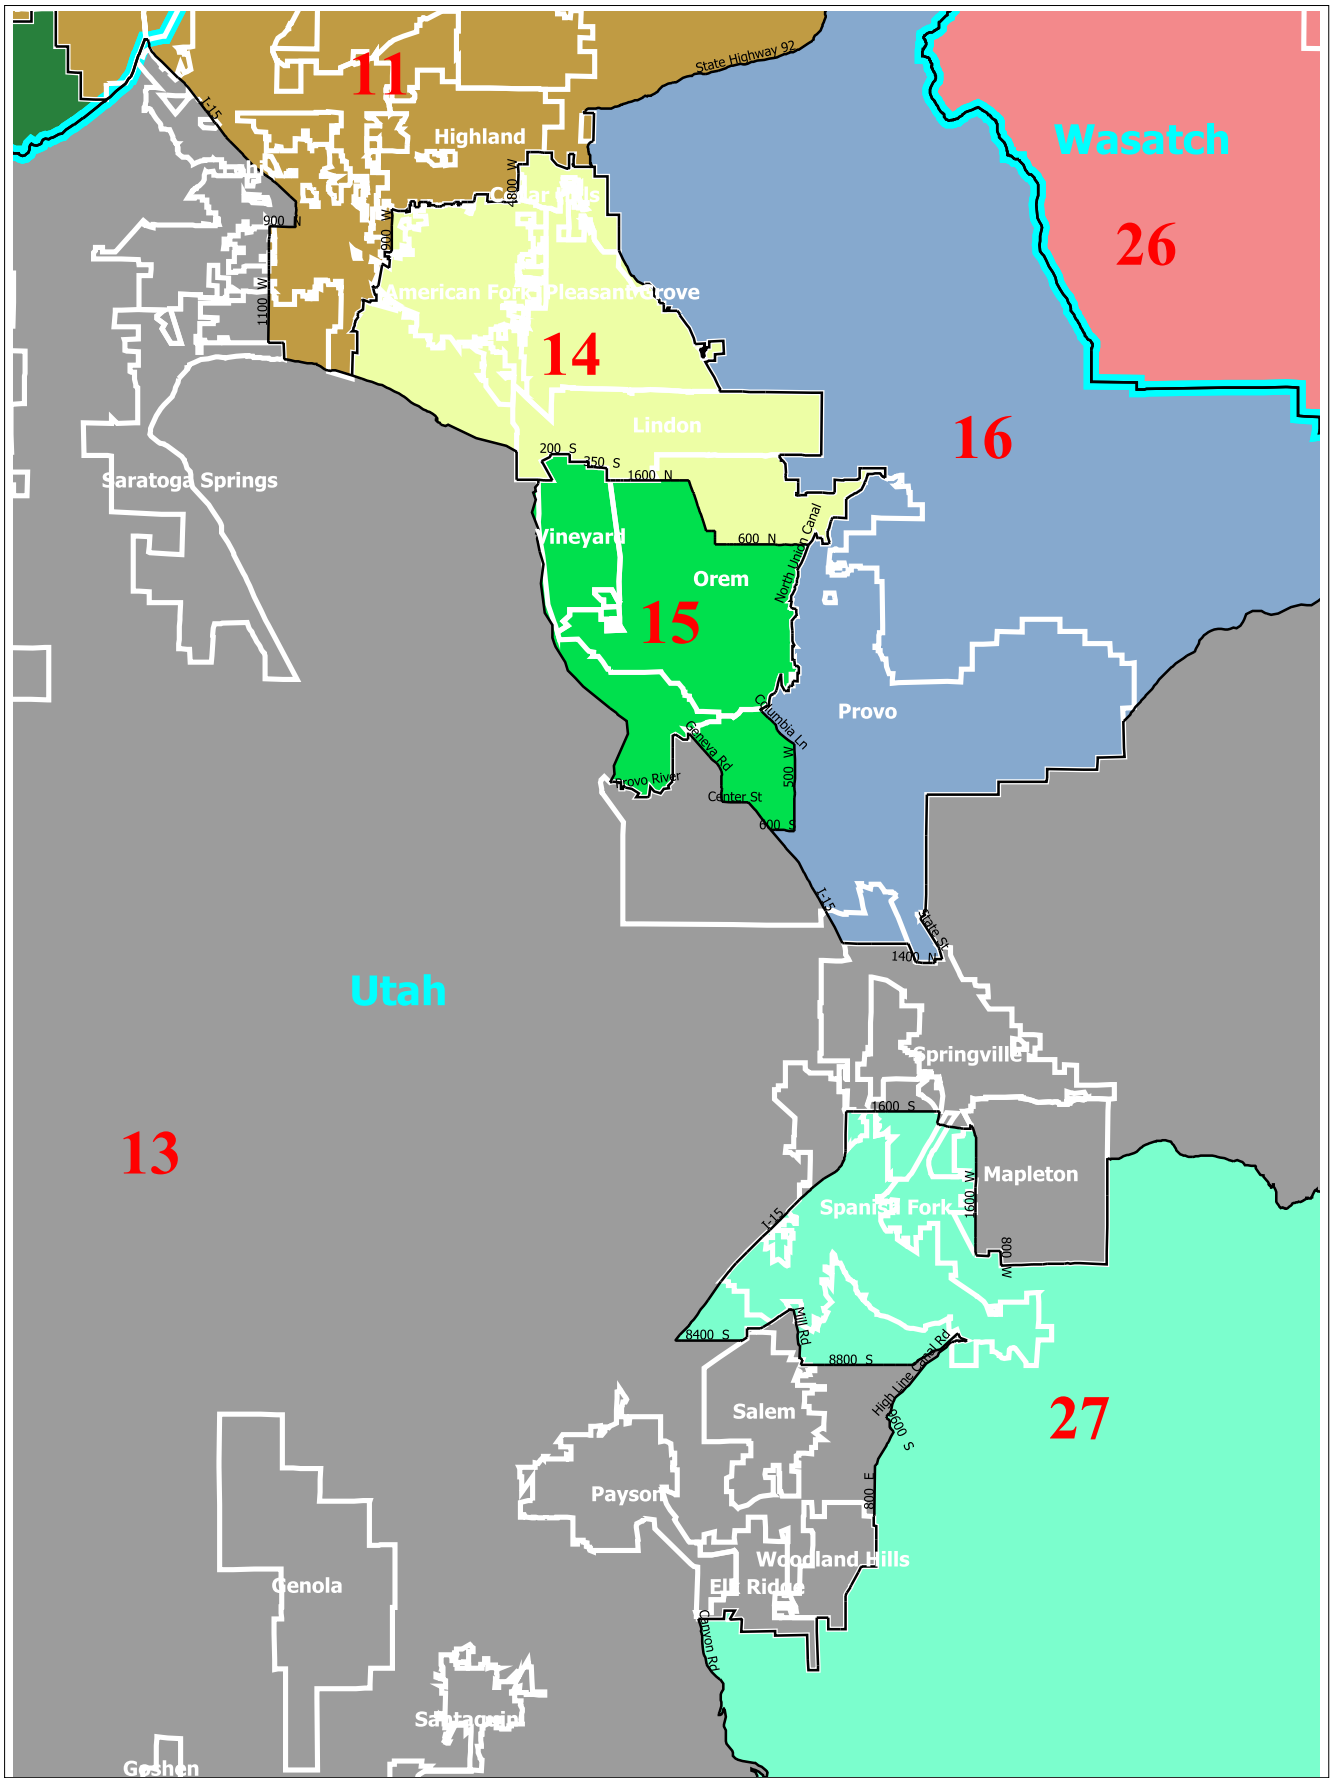 State Highway 92
11
I-15
Highland
Wasatch
Lehi
4800 W
Cedar Hills
900 N
900 W
26
1100 W
American Fork
Pleasant Grove
14
Lindon
16
200 S
350 S
1600 N
Saratoga Springs
Vineyard
600 N
North Union Canal
Orem
15
Provo
Columbia Ln
Geneva Rd
500 W
Provo River
Center St
600 S
I-15
State St
1400 N
Utah
Springville
1600 S
13
Mapleton
1600 W
Spanish Fork
I-15
800 W
8400 S
Mill Rd
8800 S
High Line Canal Rd
Salem
27
9600 S
Payson
800 E
Woodland Hills
Elk Ridge
Genola
Canyon Rd
Santaquin
Goshen